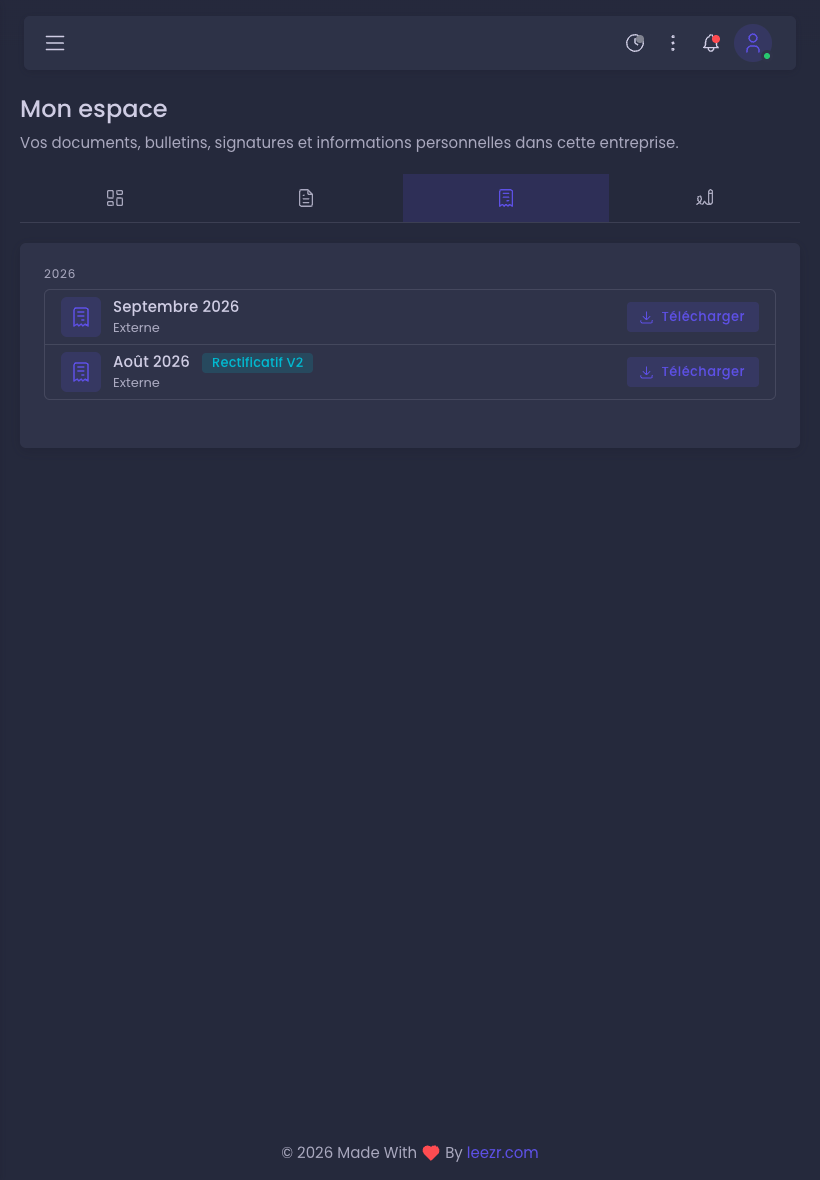 Mon espace
Vos documents, bulletins, signatures et informations personnelles dans cette entreprise.
2026
Septembre 2026
Externe
Télécharger
Août 2026 Rectificatif V2
Externe
Télécharger
© 2026 Made With By leezr.com